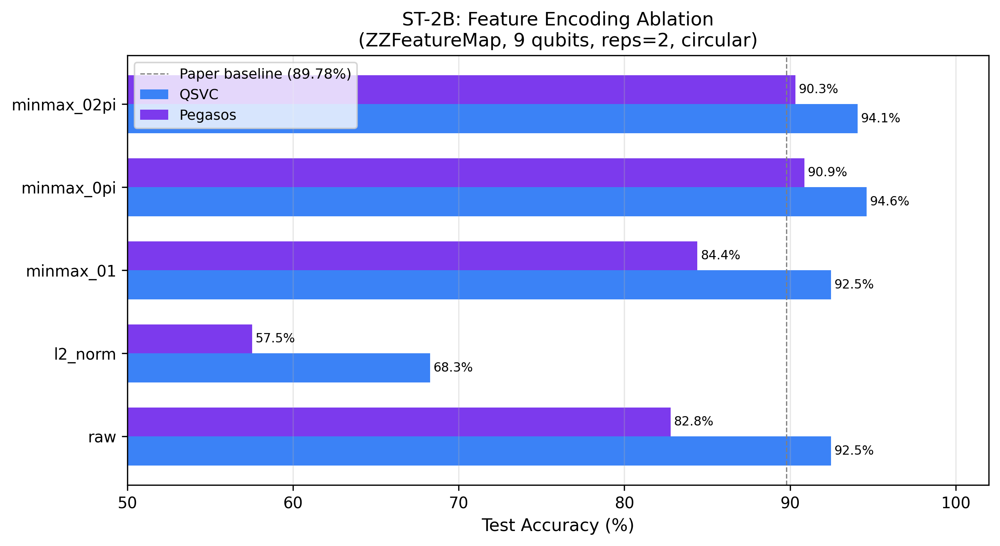 ST-2B: Feature Encoding Ablation
(ZZFeatureMap, 9 qubits, reps=2, circular)
Paper baseline (89.78%)
QSVC
Pegasos
minmax_02pi
90.3%
94.1%
minmax_0pi
90.9%
94.6%
minmax_01
84.4%
92.5%
l2_norm
57.5%
68.3%
raw
82.8%
92.5%
50 60 70 80 90 100
Test Accuracy (%)